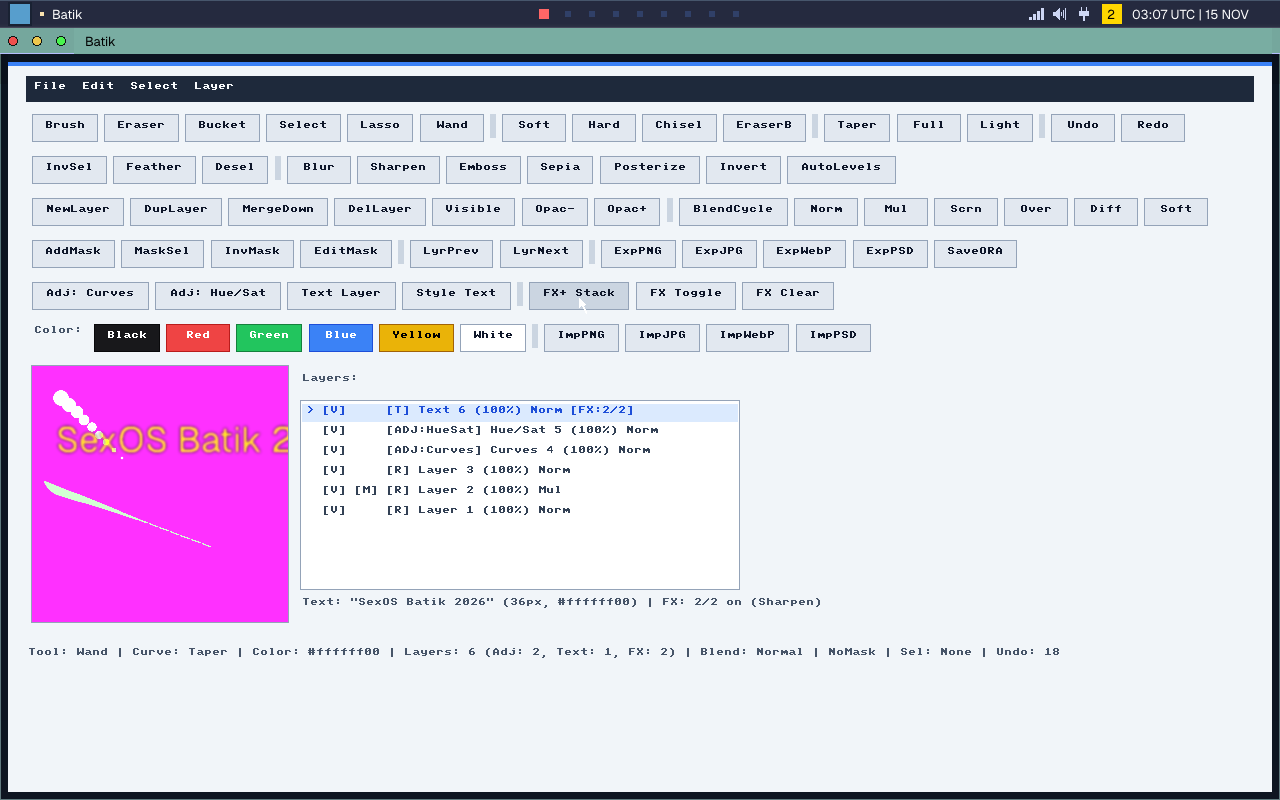 Batik
2 03:07 UTC | 15 NOV
Batik
File Edit Select Layer
Brush Eraser Bucket Select Lasso Wand Soft Hard Chisel EraserB Taper Full Light Undo Redo
InvSel Feather Desel Blur Sharpen Emboss Sepia Posterize Invert AutoLevels
NewLayer DupLayer MergeDown DelLayer Visible Opac- Opac+ BlendCycle Norm Mul Scrn Over Diff Soft
AddMask MaskSel InvMask EditMask LyrPrev LyrNext ExpPNG ExpJPG ExpWebP ExpPSD SaveORA
Adj: Curves Adj: Hue/Sat Text Layer Style Text FX+ Stack FX Toggle FX Clear
Color: Black Red Green Blue Yellow White ImpPNG ImpJPG ImpWebP ImpPSD
SexOS Batik 2
Layers:
> [V] [T] Text 6 (100%) Norm [FX:2/2]
[V] [ADJ:HueSat] Hue/Sat 5 (100%) Norm
[V] [ADJ:Curves] Curves 4 (100%) Norm
[V] [R] Layer 3 (100%) Norm
[V] [M] [R] Layer 2 (100%) Mul
[V] [R] Layer 1 (100%) Norm
Text: "SexOS Batik 2026" (36px, #ffffff00) | FX: 2/2 on (Sharpen)
Tool: Wand | Curve: Taper | Color: #ffffff00 | Layers: 6 (Adj: 2, Text: 1, FX: 2) | Blend: Normal | NoMask | Sel: None | Undo: 18